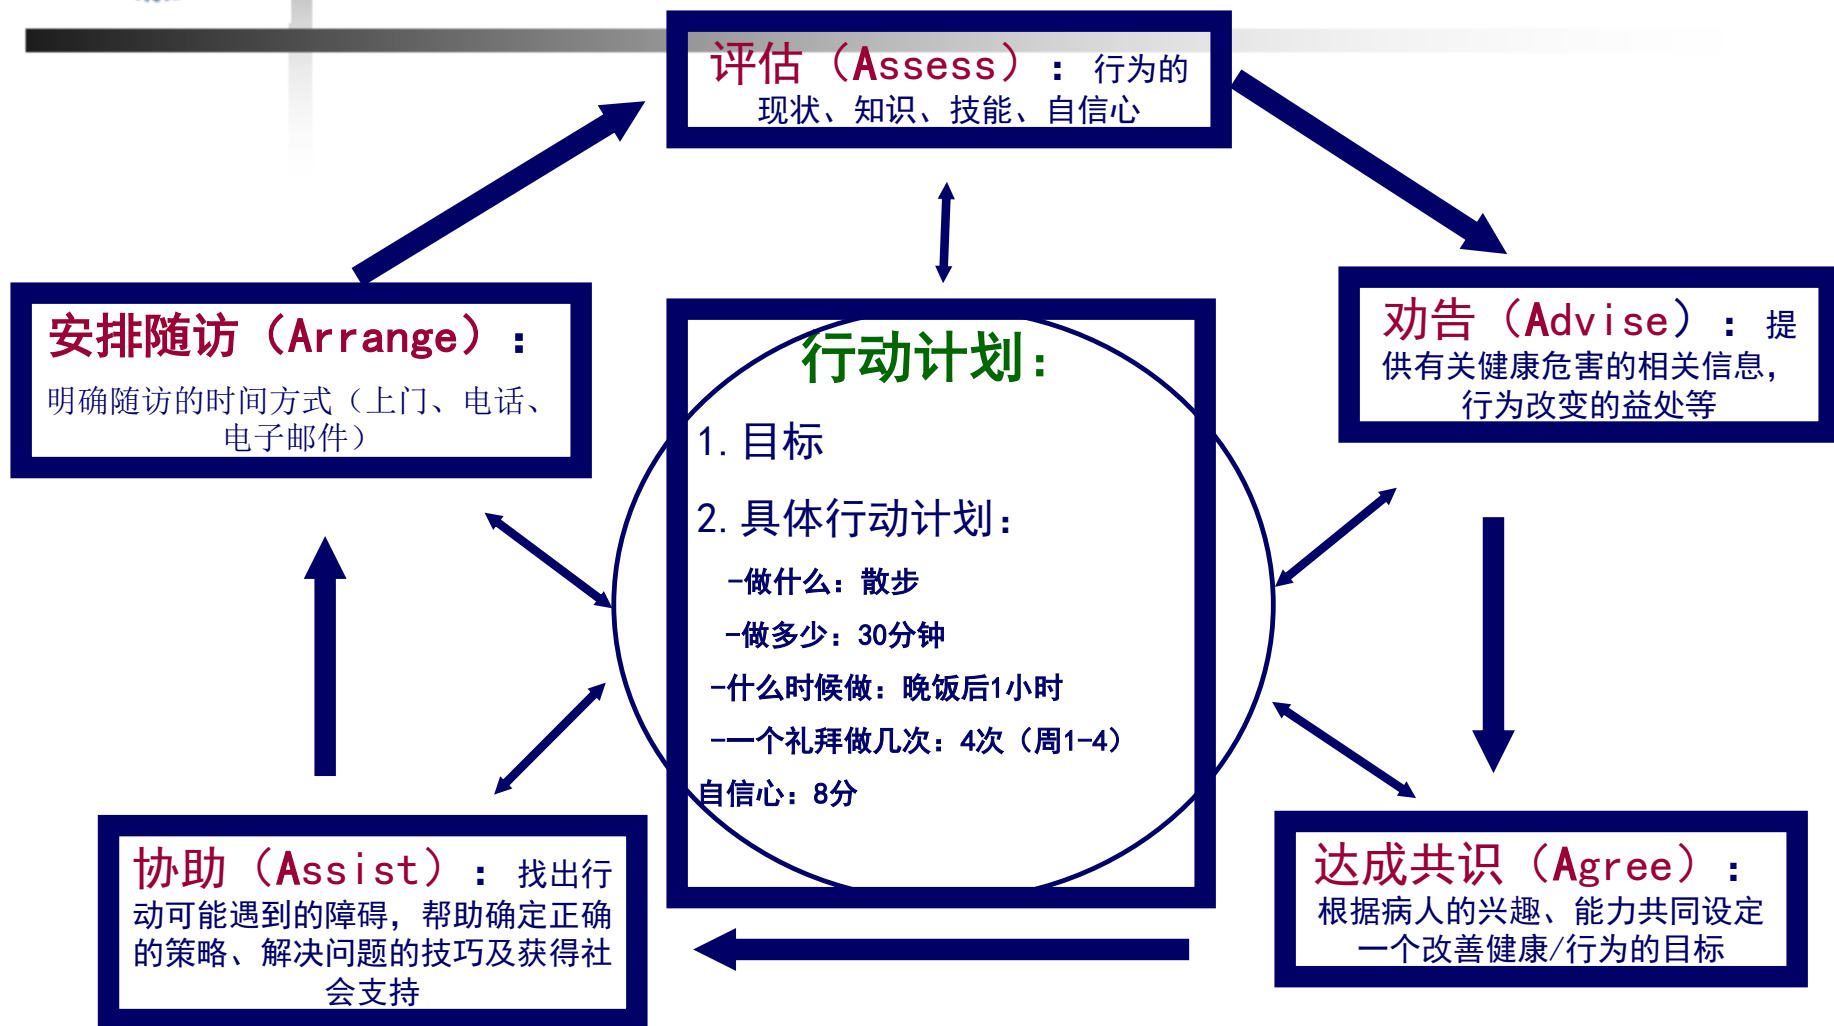 评估（Assess）：行为的
现状、知识、技能、自信心
安排随访（Arrange）：
明确随访的时间方式（上门、电话、
电子邮件）
行动计划：
1.目标
2.具体行动计划：
-做什么：散步
-做多少：30分钟
-什么时候做：晚饭后1小时
-一个礼拜做几次：4次（周1-4）
自信心：8分
劝告（Advise）：提
供有关健康危害的相关信息，
行为改变的益处等
协助（Assist）：找出行
动可能遇到的障碍，帮助确定正确
的策略、解决问题的技巧及获得社
会支持
达成共识（Agree）：
根据病人的兴趣、能力共同设定
一个改善健康/行为的目标